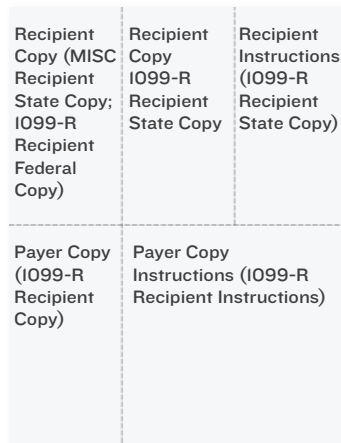 Recipient
Copy (MISC
Recipient
State Copy;
1099-R
Recipient
Federal
Copy)
Recipient
Copy
1099-R
Recipient
State Copy
Recipient
Instructions
(1099-R
Recipient
State Copy)
Payer Copy
(1099-R
Recipient
Copy)
Payer Copy
Instructions (1099-R
Recipient Instructions)